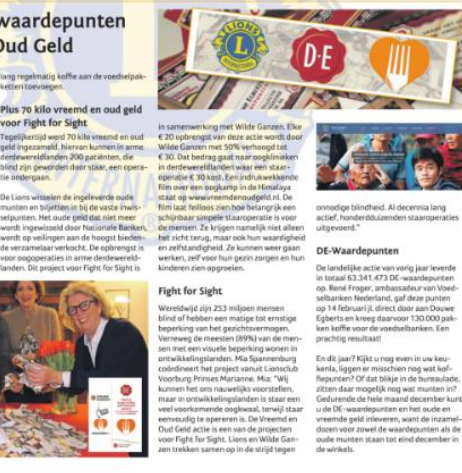 waardepunten
Oud Geld
lang regelmatig koffie aan de voedselpak-
ketten toevoegen.
Plus 70 kilo vreemd en oud geld
voor Fight for Sight
Tegelijkertijd werd 70 kilo vreemd en oud
geld ingezameld. hiervan kunnen in arme
derdewereldlanden 200 patiënten, die
blind zijn geworden door staar, een opera-
tie ondergaan.
De Lions wisselen de ingeleverde oude
munten en biljetten in bij de vaste inwis-
selpunten. Het oude geld dat niet meer
wordt ingewisseld door Nationale Banken,
wordt op veilingen aan de hoogst bieden-
de verzamelaar verkocht. De opbrengst is
voor oogoperaties in arme derdewereld-
landen. Dit project voor Fight for Sight is
LIONS
L
INTERNATIONAL
D·E
in samenwerking met Wilde Ganzen. Elke
€ 20 opbrengst van deze actie wordt door
Wilde Ganzen met 50% verhoogd tot
€ 30. Dat bedrag gaat naar oogklinieken
in derdewereldlanden waar een staar-
operatie € 30 kost. Een indrukwekkende
film over een oogkamp in de Himalaya
staat op www.vreemdenoudgeld.nl. De
film laat feilloos zien hoe belangrijk een
schijnbaar simpele staaroperatie is voor
de mensen. Ze krijgen namelijk niet alleen
het zicht terug, maar ook hun waardigheid
en zelfstandigheid. Ze kunnen weer gaan
werken, zelf voor hun gezin zorgen en hun
kinderen zien opgroeien.
Fight for Sight
Wereldwijd zijn 253 miljoen mensen
blind of hebben een matige tot ernstige
beperking van het gezichtsvermogen.
Verreweg de meesten (89%) van de men-
sen met een visuele beperking wonen in
ontwikkelingslanden. Mia Spannenburg
coördineert het project vanuit Lionsclub
Voorburg Prinses Marianne. Mia: "Wij
kunnen het ons nauwelijks voorstellen,
maar in ontwikkelingslanden is staar een
veel voorkomende oogkwaal, terwijl staar
eenvoudig te opereren is. De Vreemd en
Oud Geld actie is een van de projecten
voor Fight for Sight. Lions en Wilde Gan-
zen trekken samen op in de strijd tegen
onnodige blindheid. Al decennia lang
actief, honderdduizenden staaroperaties
uitgevoerd."
DE-Waardepunten
De landelijke actie van vorig jaar leverde
in totaal 63.341.473 DE-waardepunten
op. René Froger, ambassadeur van Voed-
selbanken Nederland, gaf deze punten
op 14 februari jl. direct door aan Douwe
Egberts en kreeg daarvoor 130.000 pak-
ken koffie voor de voedselbanken. Een
prachtig resultaat!
En dit jaar? Kijkt u nog even in uw keu-
kenla, liggen er misschien nog wat kof-
fiepunten? Of dat blikje in de bureaulade,
zitten daar mogelijk nog wat munten in?
Gedurende de hele maand december kunt
u de DE-waardepunten en het oude en
vreemde geld inleveren, want de inzamel-
dozen voor zowel de waardepunten als de
oude munten staan tot eind december in
de winkels.